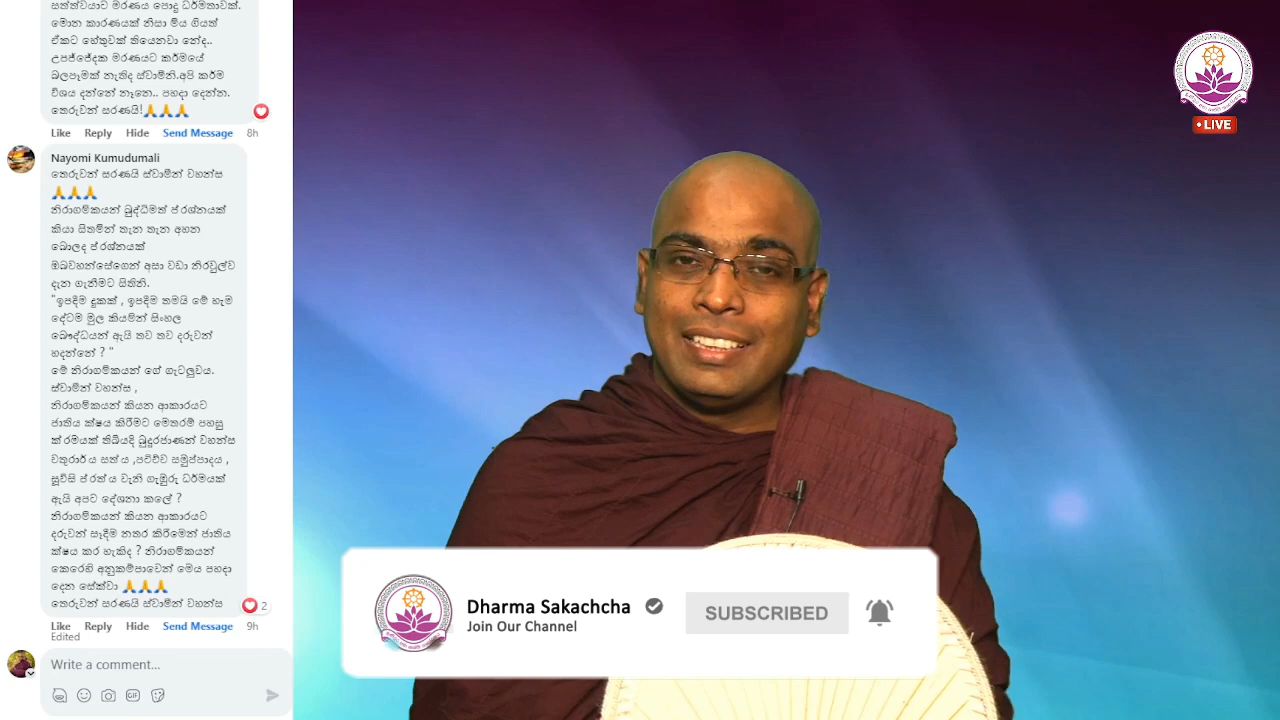 සත්ත්වයාට මරණය පොදු ධර්මතාවක්.
මොන කාරණයක් නිසා මිය ගියත්
ඒකට හේතුවක් තියෙනවා නේද..
උපජ්ජේදක මරණයට කර්මයේ
බලපෑමක් නැතිද ස්වාමිනි.අපි කර්ම
විශය දන්නේ නෑනෙ.. පහදා දෙන්න.
තෙරුවන් සරණයි!🙏🙏🙏
Like Reply Hide Send Message 8h
Nayomi Kumudumali
තෙරුවන් සරණයි ස්වාමින් වහන්ස
🙏🙏🙏
නිරාගමිකයන් බුද්ධිමත් ප්‍රශ්නයක්
කියා සිතමින් තැන තැන අහන
බොලද ප්‍රශ්නයක්
ඔබවහන්සේගෙන් අසා වඩා නිරවුල්ව
දැන ගැනීමට සිතිනි.
"ඉපදීම දුකක් , ඉපදීම තමයි මේ හැම
දේටම මුල කියමින් සිංහල
බෞද්ධයන් ඇයි තව තව දරුවන්
හදන්නේ ? "
මේ නිරාගමිකයන් ගේ ගැටලුවය.
ස්වාමින් වහන්ස ,
නිරාගමිකයන් කියන ආකාරයට
ජාතිය ක්ෂය කිරීමට මෙතරම් පහසු
ක්‍රමයක් තිබියදි බුදුරජාණන් වහන්ස
චතුරාර්ය සත්‍ය ,පටිච්ච සමුප්පාදය ,
සූවිසි ප්‍රත්‍ය වැනි ගැඹුරු ධර්මයක්
ඇයි අපට දේශනා කලේ ?
නිරාගමිකයන් කියන ආකාරයට
දරුවන් සෑදීම නතර කිරීමෙන් ජාතිය
ක්ෂය කර හැකිද ? නිරාගමිකයන්
කෙරෙහි අනුකම්පාවෙන් මෙය පහදා
දෙන සේක්වා 🙏🙏🙏
තෙරුවන් සරණයි ස්වාමින් වහන්ස
2
Like Reply Hide Send Message 9h
Edited
Write a comment...
GIF
• LIVE
Dharma Sakachcha
Join Our Channel
SUBSCRIBED